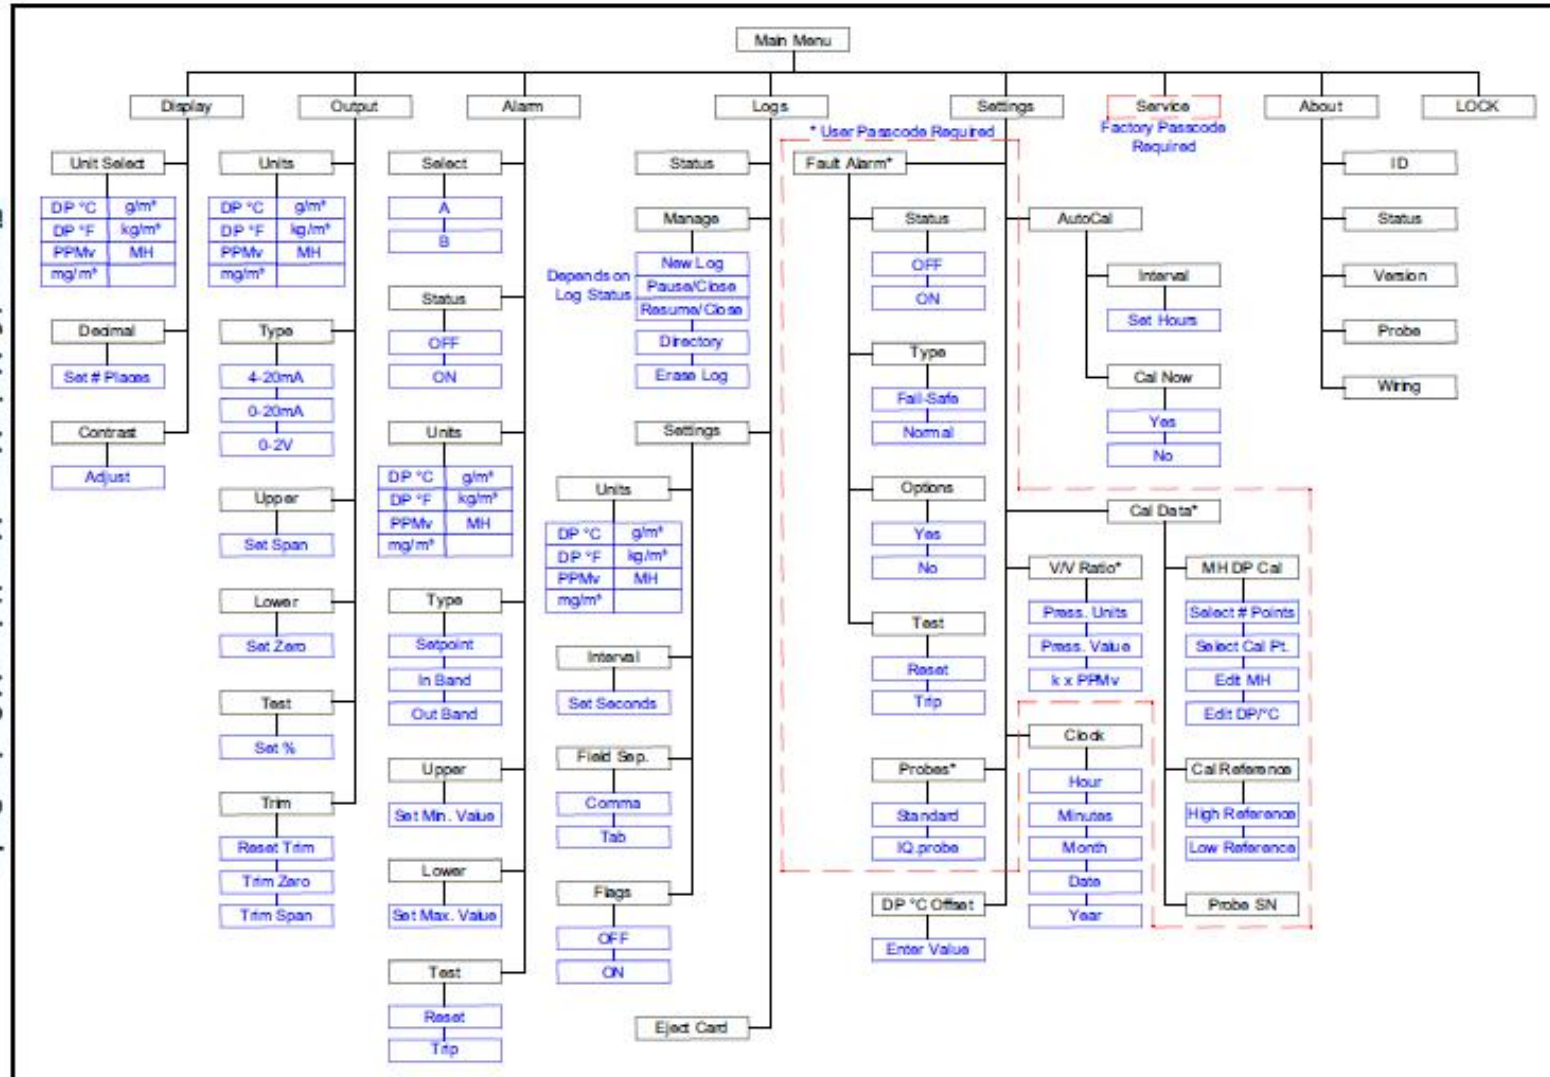 Main Menu
Display
Output
Alarm
Logs
Settings
Service
About
LOCK
Factory Passcode
Required
* User Passcode Required
Unit Select
DP °C g/m³
DP °F kg/m³
PPMv MH
mg/m³
Decimal
Set # Places
Contrast
Adjust
Units
DP °C g/m³
DP °F kg/m³
PPMv MH
mg/m³
Type
4-20mA
0-20mA
0-2V
Upper
Set Span
Lower
Set Zero
Test
Set %
Trim
Reset Trim
Trim Zero
Trim Span
Select
A
B
Status
OFF
ON
Units
DP °C g/m³
DP °F kg/m³
PPMv MH
mg/m³
Type
Setpoint
In Band
Out Band
Upper
Set Min. Value
Lower
Set Max. Value
Test
Reset
Trip
Status
Manage
Depends on
Log Status
New Log
Pause/Close
Resume/Close
Directory
Erase Log
Settings
Units
DP °C g/m³
DP °F kg/m³
PPMv MH
mg/m³
Interval
Set Seconds
Field Sep.
Comma
Tab
Flags
OFF
ON
Eject Card
Fault Alarm*
Status
OFF
ON
Type
Fail-Safe
Normal
Options
Yes
No
Test
Reset
Trip
Probes*
Standard
IQ.probe
DP °C Offset
Enter Value
AutoCal
Interval
Set Hours
Cal Now
Yes
No
Cal Data*
V/V Ratio*
Press. Units
Press. Value
k x PPMv
Clock
Hour
Minutes
Month
Date
Year
MH DP Cal
Select # Points
Select Cal Pt.
Edit MH
Edit DP/°C
Cal Reference
High Reference
Low Reference
Probe SN
ID
Status
Version
Probe
Wiring